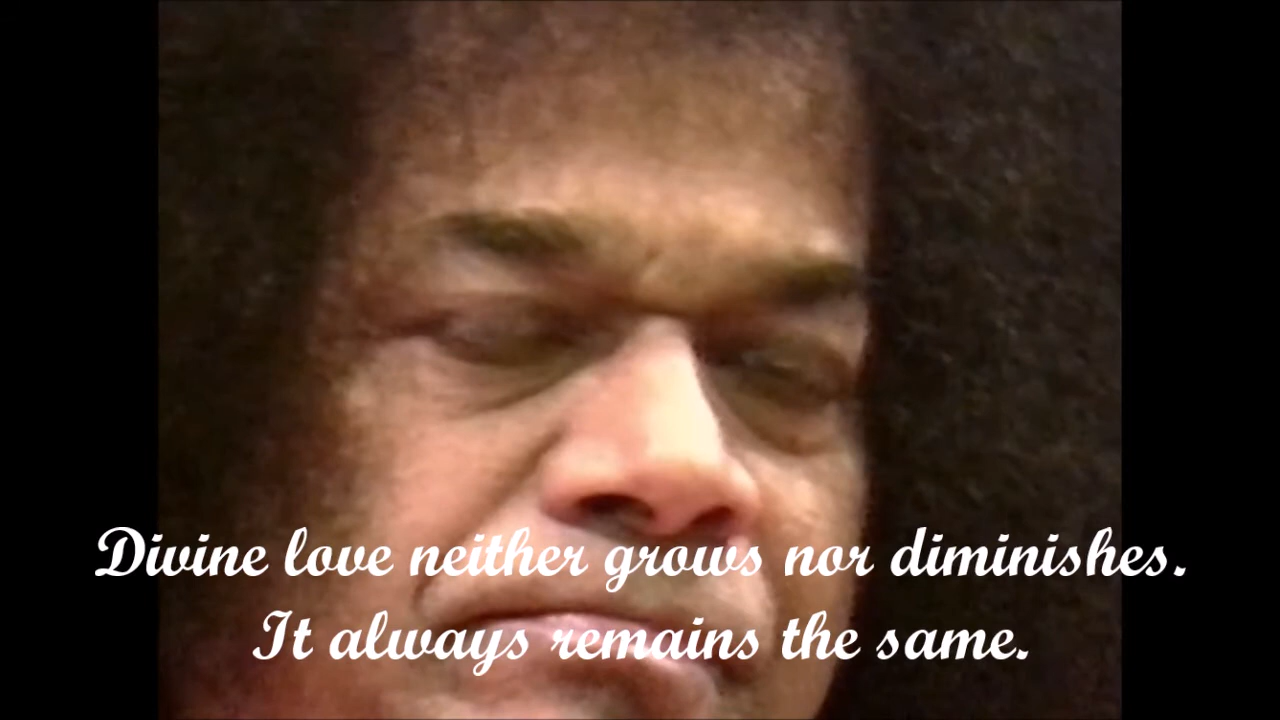 Divine love neither grows nor diminishes.
It always remains the same.